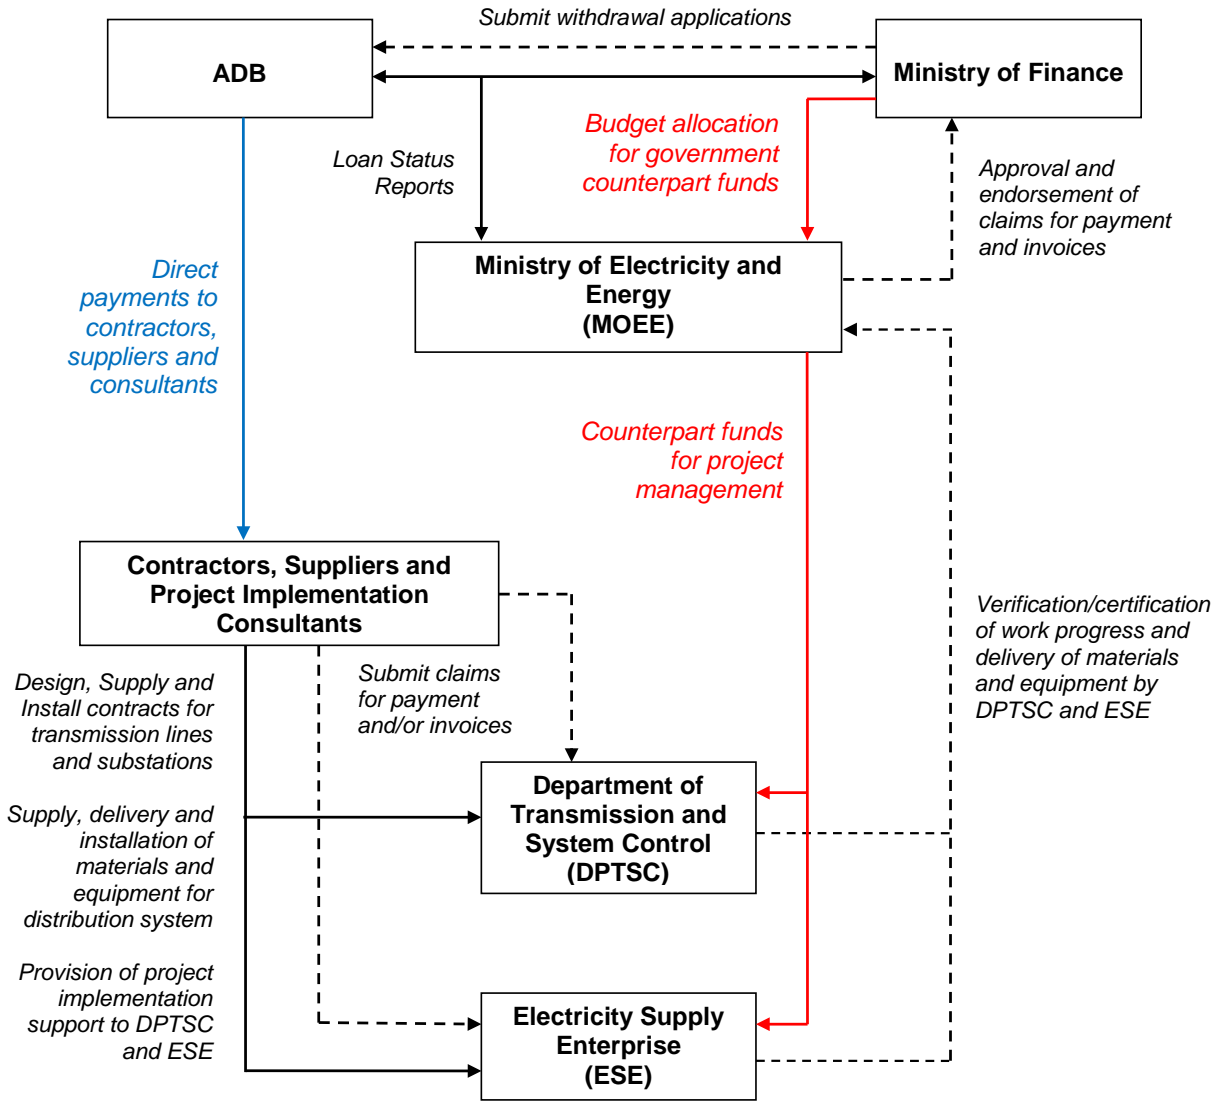 Submit withdrawal applications
ADB
Ministry of Finance
Loan Status
Reports
Budget allocation
for government
counterpart funds
Approval and
endorsement of
claims for payment
and invoices
Ministry of Electricity and
Energy
(MOEE)
Direct
payments to
contractors,
suppliers and
consultants
Counterpart funds
for project
management
Contractors, Suppliers and
Project Implementation
Consultants
Verification/certification
of work progress and
delivery of materials
and equipment by
DPTSC and ESE
Design, Supply and
Install contracts for
transmission lines
and substations
Submit claims
for payment
and/or invoices
Department of
Transmission and
System Control
(DPTSC)
Supply, delivery and
installation of
materials and
equipment for
distribution system
Provision of project
implementation
support to DPTSC
and ESE
Electricity Supply
Enterprise
(ESE)